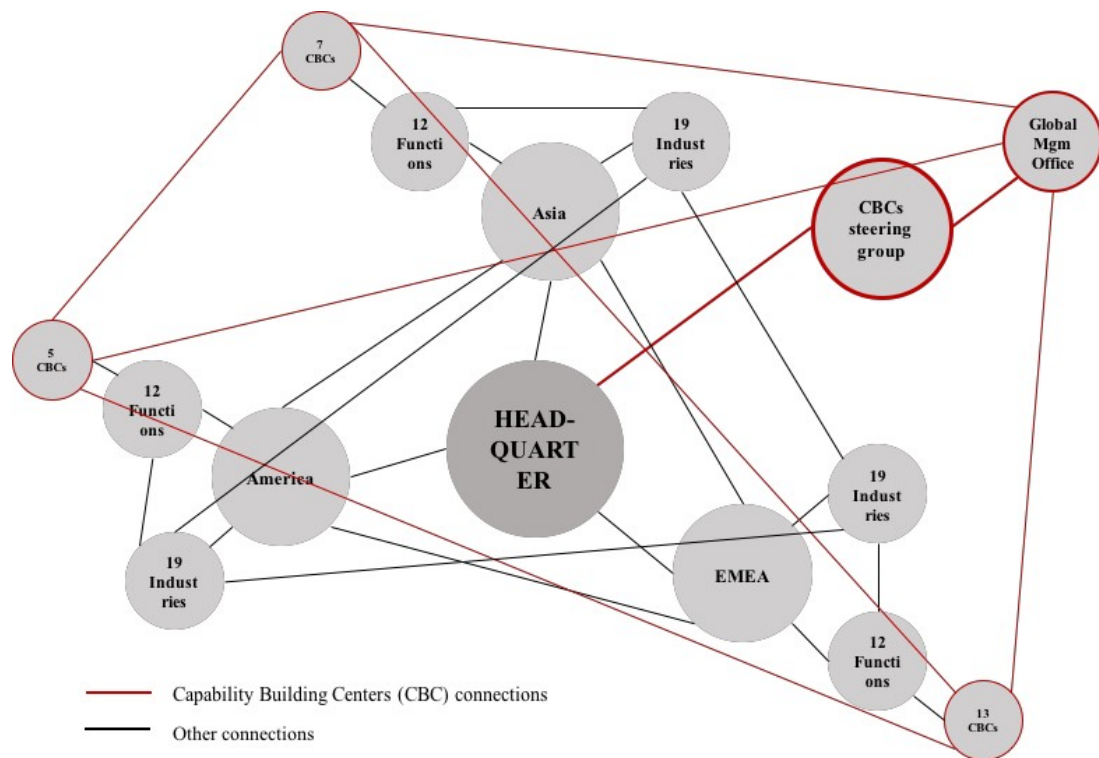 7
CBCs
12
Functi
ons
19
Indust
ries
Global
Mgm
Office
Asia
CBCs
steering
group
5
CBCs
12
Functi
ons
HEAD-
QUART
ER
America
19
Indust
ries
19
Indust
ries
EMEA
12
Functi
ons
13
CBCs
Capability Building Centers (CBC) connections
Other connections